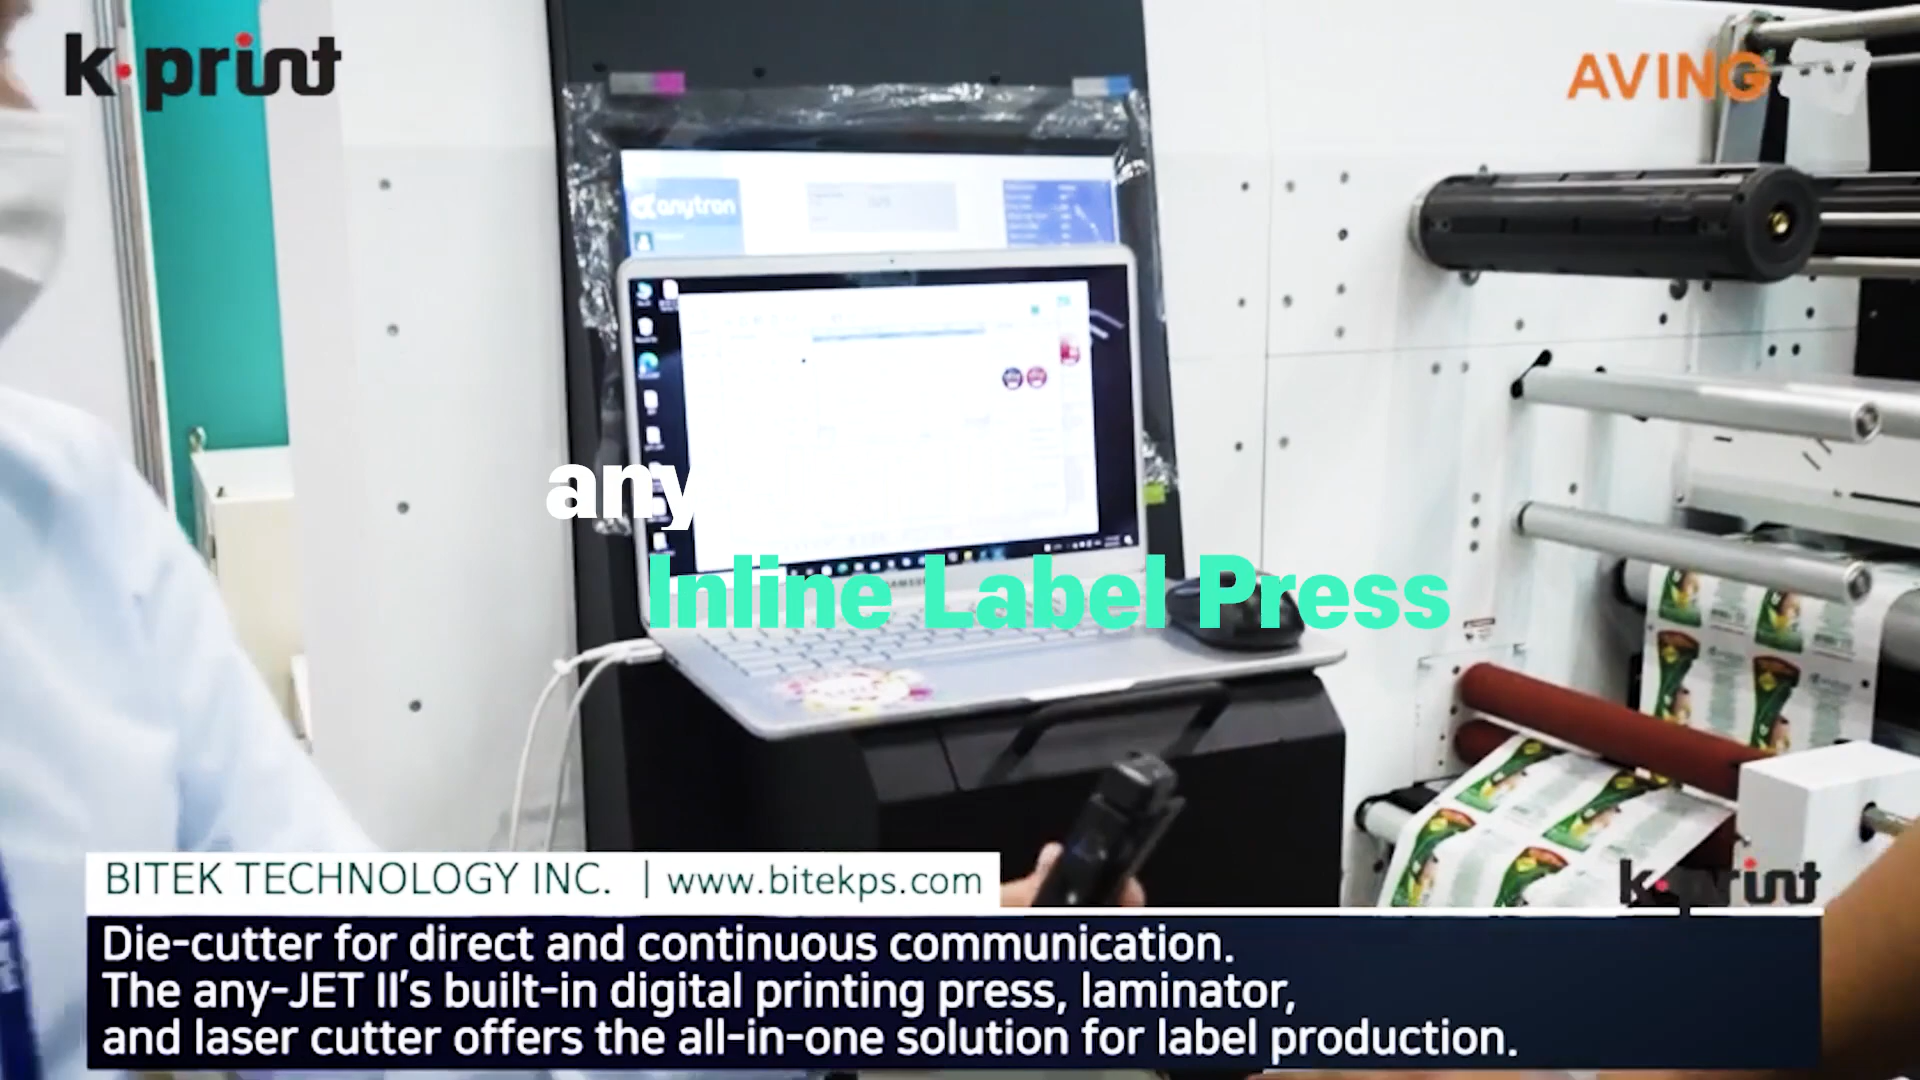 k·print
AVING TV
anytron
any
Inline Label Press
SAMSUNG
BITEK TECHNOLOGY INC. | www.bitekps.com
k·print
Die-cutter for direct and continuous communication.
The any-JET II's built-in digital printing press, laminator,
and laser cutter offers the all-in-one solution for label production.